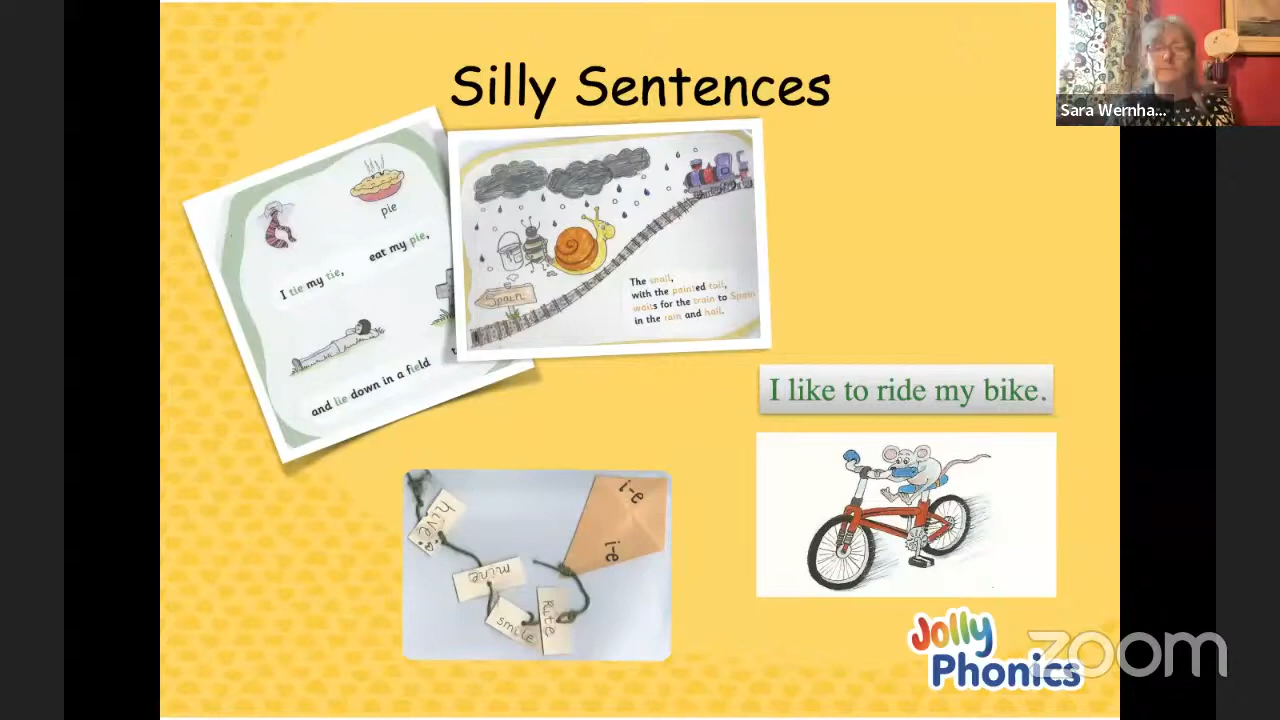 Silly Sentences
Sara Wernha...
pie
I tie my tie,
eat my pie,
and lie down in a field
Spain
The snail,
with the painted tail,
waits for the train to Spain
in the rain and hail.
I like to ride my bike.
i-e
i-e
hive
mine
smile
kite
Jolly
Phonics
zoom